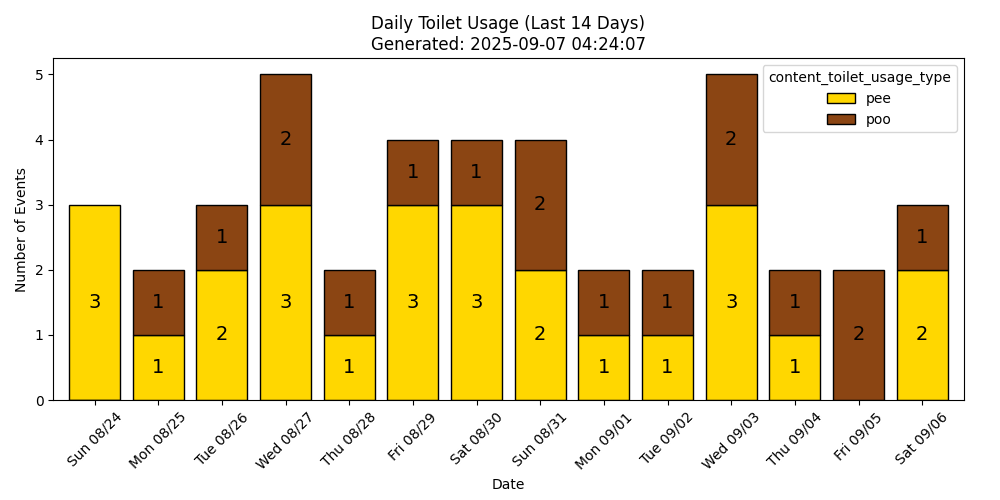 Daily Toilet Usage (Last 14 Days)
Generated: 2025-09-07 04:24:07
content_toilet_usage_type
pee
poo
Number of Events
5
4
3
2
1
0
3
1
1
2
1
3
2
1
1
3
1
3
1
2
2
1
1
1
1
3
2
1
1
2
2
1
Sun 08/24
Mon 08/25
Tue 08/26
Wed 08/27
Thu 08/28
Fri 08/29
Sat 08/30
Sun 08/31
Mon 09/01
Tue 09/02
Wed 09/03
Thu 09/04
Fri 09/05
Sat 09/06
Date